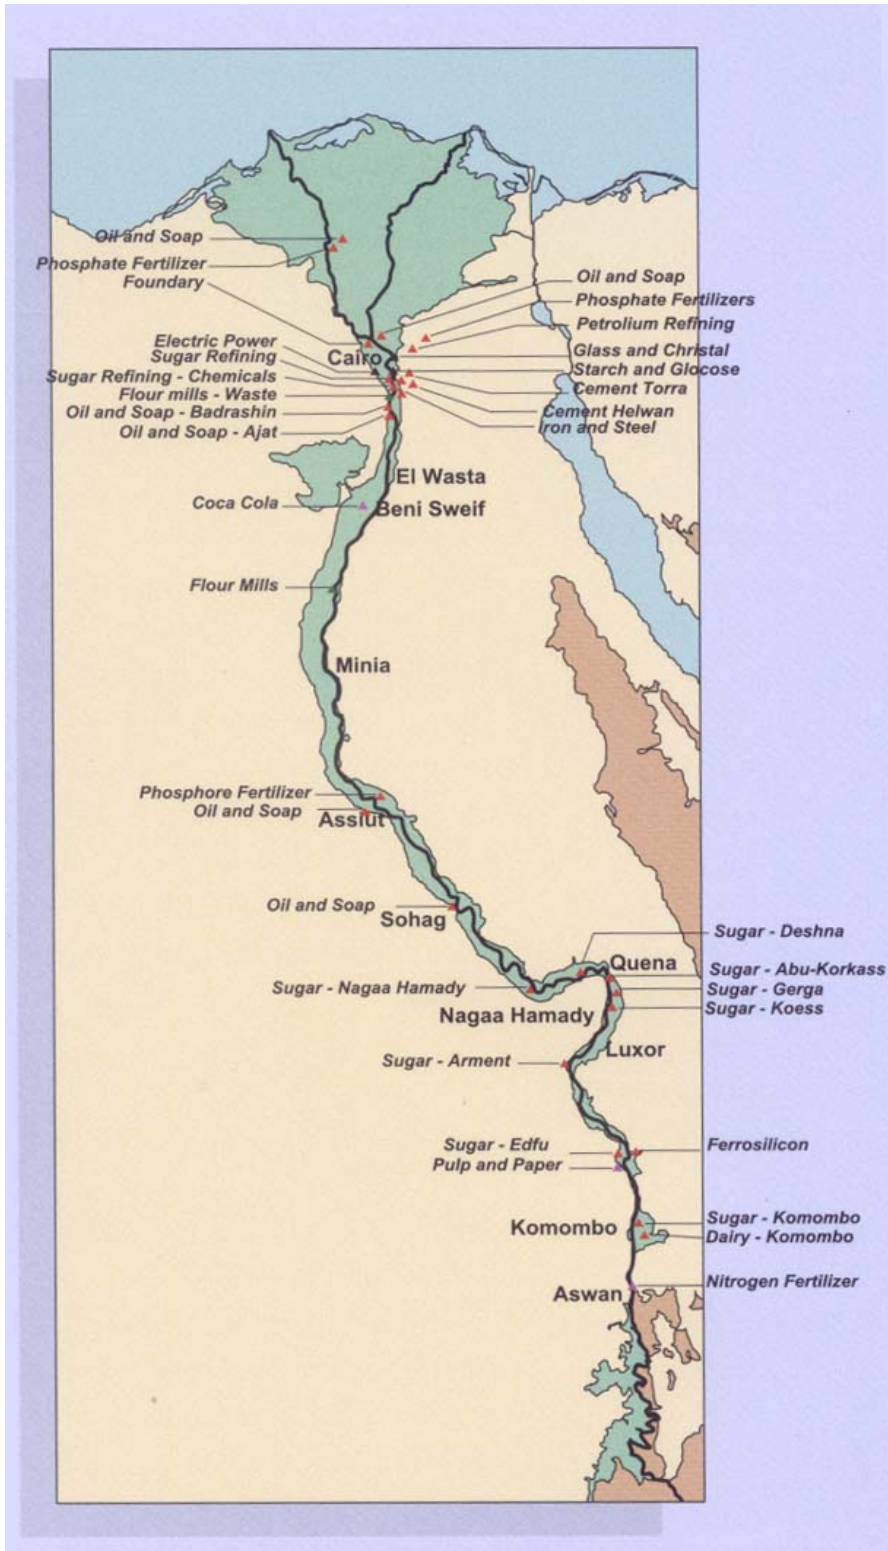 Oil and Soap
Phosphate Fertilizer
Foundary
Oil and Soap
Phosphate Fertilizers
Petrolium Refining
Electric Power
Cairo
Glass and Christal
Sugar Refining
Starch and Glocose
Sugar Refining - Chemicals
Cement Torra
Flour mills - Waste
Oil and Soap - Badrashin
Cement Helwan
Oil and Soap - Ajat
Iron and Steel
El Wasta
Coca Cola
Beni Sweif
Flour Mills
Minia
Phosphore Fertilizer
Oil and Soap
Assiut
Oil and Soap
Sohag
Sugar - Deshna
Quena
Sugar - Abu-Korkass
Sugar - Nagaa Hamady
Sugar - Gerga
Nagaa Hamady
Sugar - Koess
Luxor
Sugar - Arment
Sugar - Edfu
Ferrosilicon
Pulp and Paper
Komombo
Sugar - Komombo
Dairy - Komombo
Nitrogen Fertilizer
Aswan